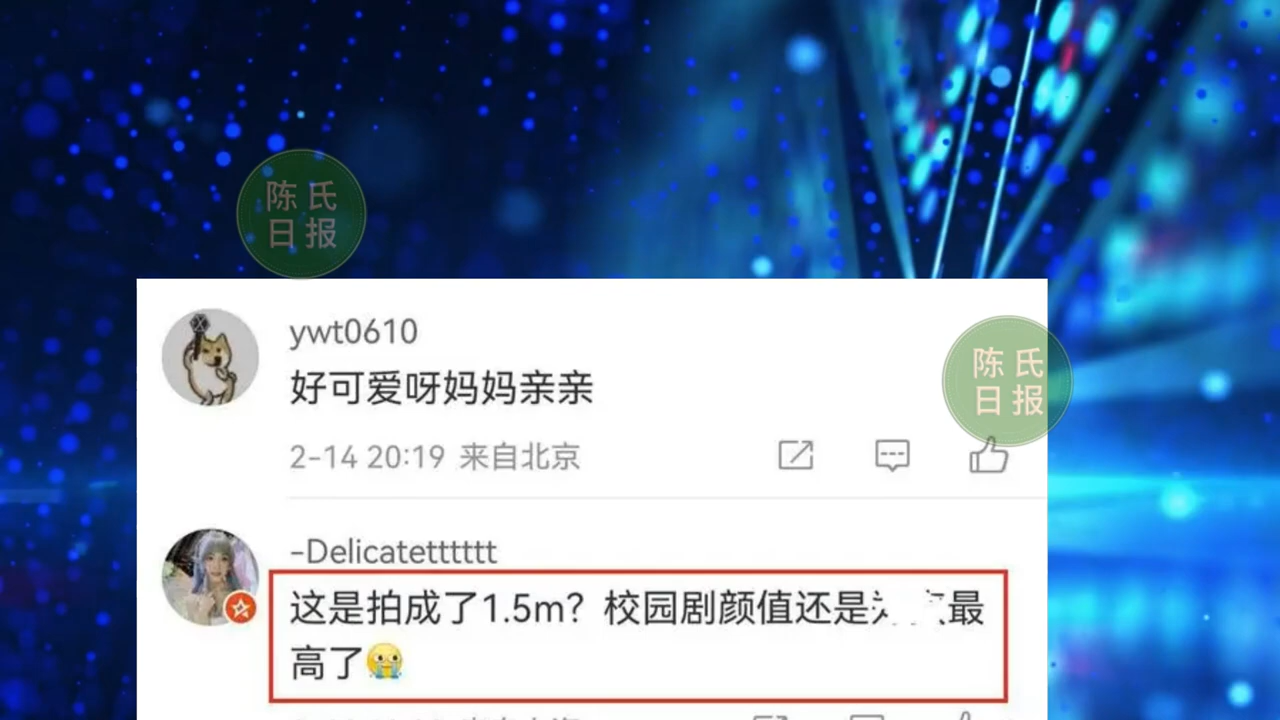 陈氏
日报
ywt0610
好可爱呀妈妈亲亲
2-14 20:19 来自北京
陈氏
日报
-Delicatetttttt
这是拍成了1.5m？校园剧颜值还是最
高了😭